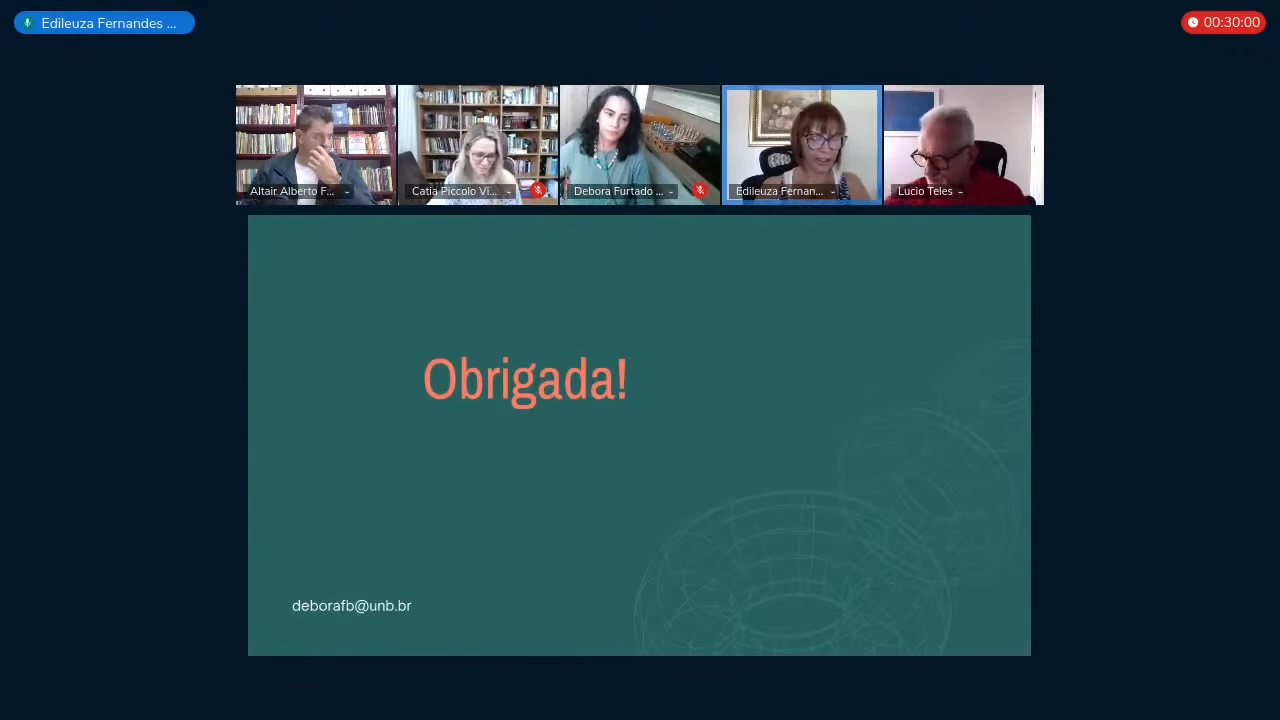 Edileuza Fernandes ...
00:30:00
Altair Alberto F...
Catia Piccolo Vi...
Debora Furtado ...
Edileuza Fernan...
Lucio Teles
Obrigada!
deborafb@unb.br